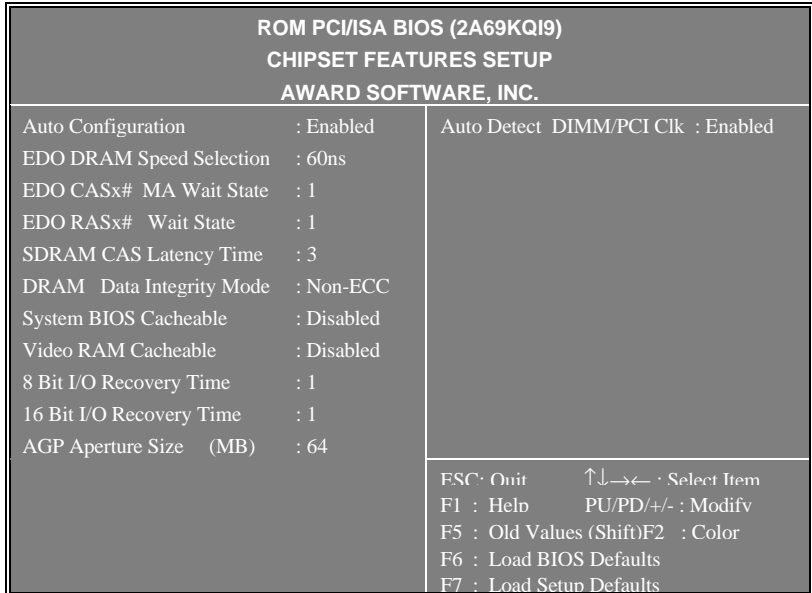 ROM PCI/ISA BIOS (2A69KQI9)
CHIPSET FEATURES SETUP
AWARD SOFTWARE, INC.
Auto Configuration : Enabled
EDO DRAM Speed Selection : 60ns
EDO CASx# MA Wait State : 1
EDO RASx# Wait State : 1
SDRAM CAS Latency Time : 3
DRAM Data Integrity Mode : Non-ECC
System BIOS Cacheable : Disabled
Video RAM Cacheable : Disabled
8 Bit I/O Recovery Time : 1
16 Bit I/O Recovery Time : 1
AGP Aperture Size (MB) : 64
Auto Detect DIMM/PCI Clk : Enabled
ESC: Quit ↑↓→← : Select Item
F1 : Help PU/PD/+/- : Modify
F5 : Old Values (Shift)F2 : Color
F6 : Load BIOS Defaults
F7 : Load Setup Defaults